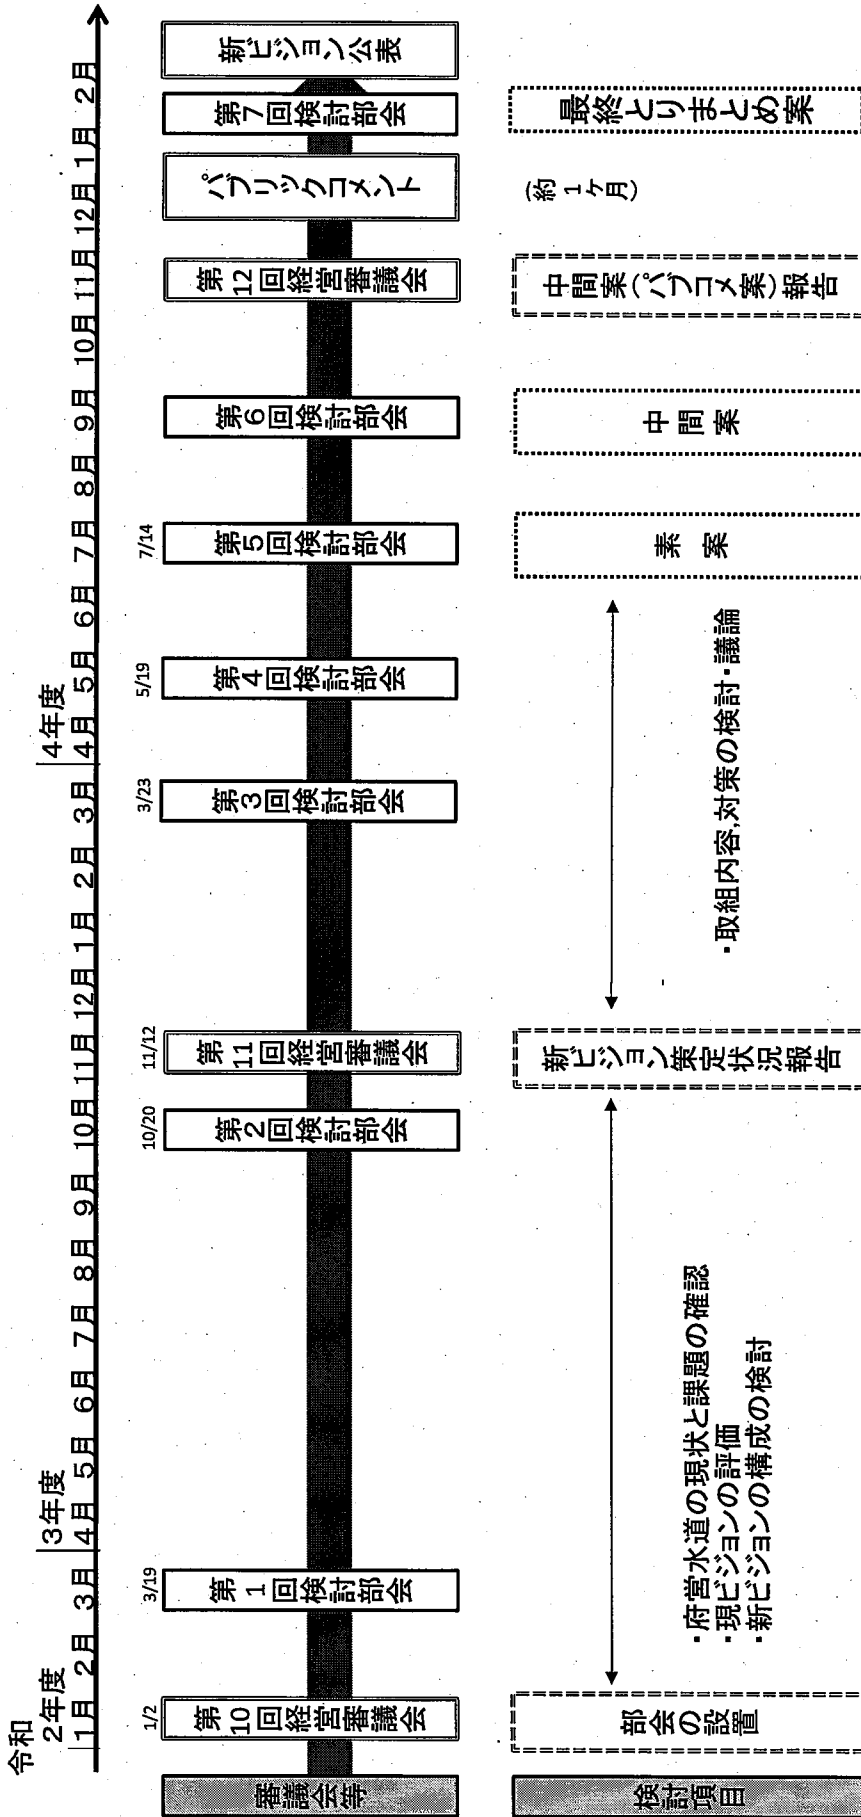 令和
2年度 3年度 4年度
1月 2月 3月 4月 5月 6月 7月 8月 9月 10月 11月 12月 1月 2月 3月 4月 5月 6月 7月 8月 9月 10月 11月 12月 1月 2月
審議会等
1/2
第10回経営審議会
3/19
第1回検討部会
10/20
第2回検討部会
11/12
第11回経営審議会
3/23
第3回検討部会
5/19
第4回検討部会
7/14
第5回検討部会
第6回検討部会
第12回経営審議会
パブリックコメント
第7回検討部会
新ビジョン公表
検討項目
部会の設置
・府営水道の現状と課題の確認
・現ビジョンの評価
・新ビジョンの構成の検討
新ビジョン策定状況報告
・取組内容,対策の検討・議論
素案
中間案
中間案(パブコメ案)報告
(約1ケ月)
最終とりまとめ案